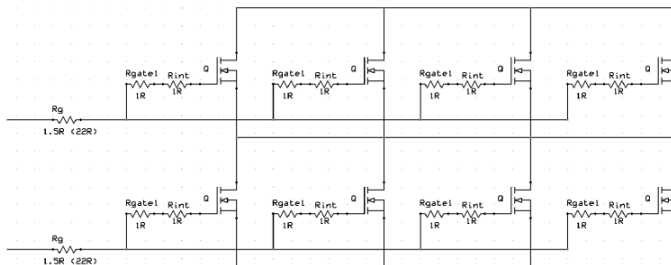 Rgate1 Rint Q Rgate1 Rint Q Rgate1 Rint Q Rgate1 Rint
1R 1R 1R 1R 1R 1R 1R 1R
Rg
1.5R (22R)
Rgate1 Rint Q Rgate1 Rint Q Rgate1 Rint Q Rgate1 Rint
1R 1R 1R 1R 1R 1R 1R 1R
Rg
1.5R (22R)